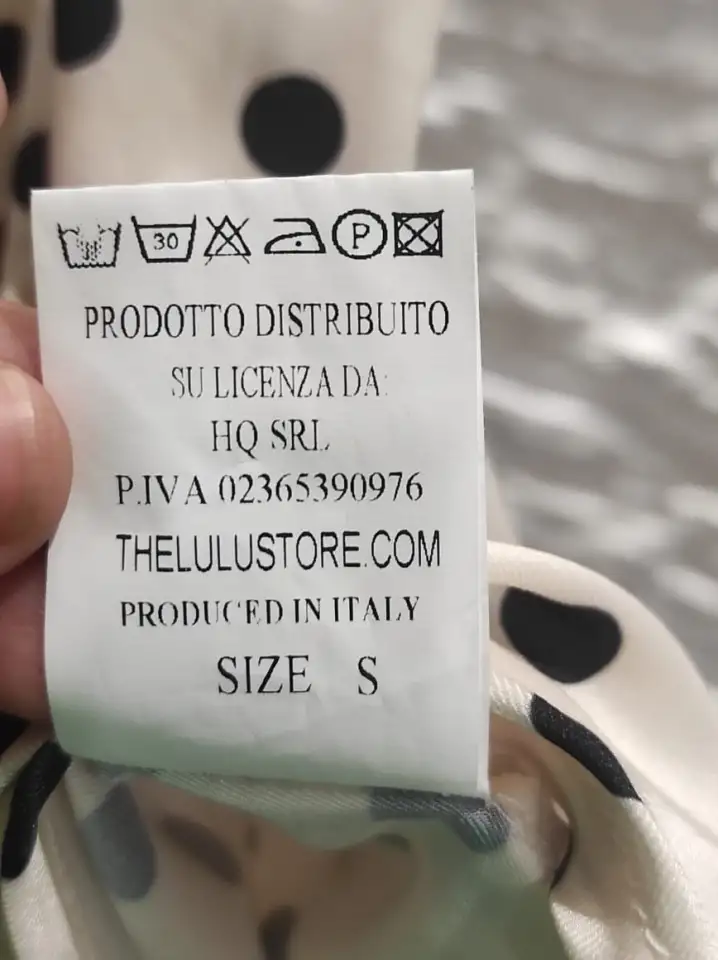 30 P
PRODOTTO DISTRIBUITO
SU LICENZA DA:
HQ SRL
P.IVA 02365390976
THELULUSTORE.COM
PRODUCED IN ITALY
SIZE S